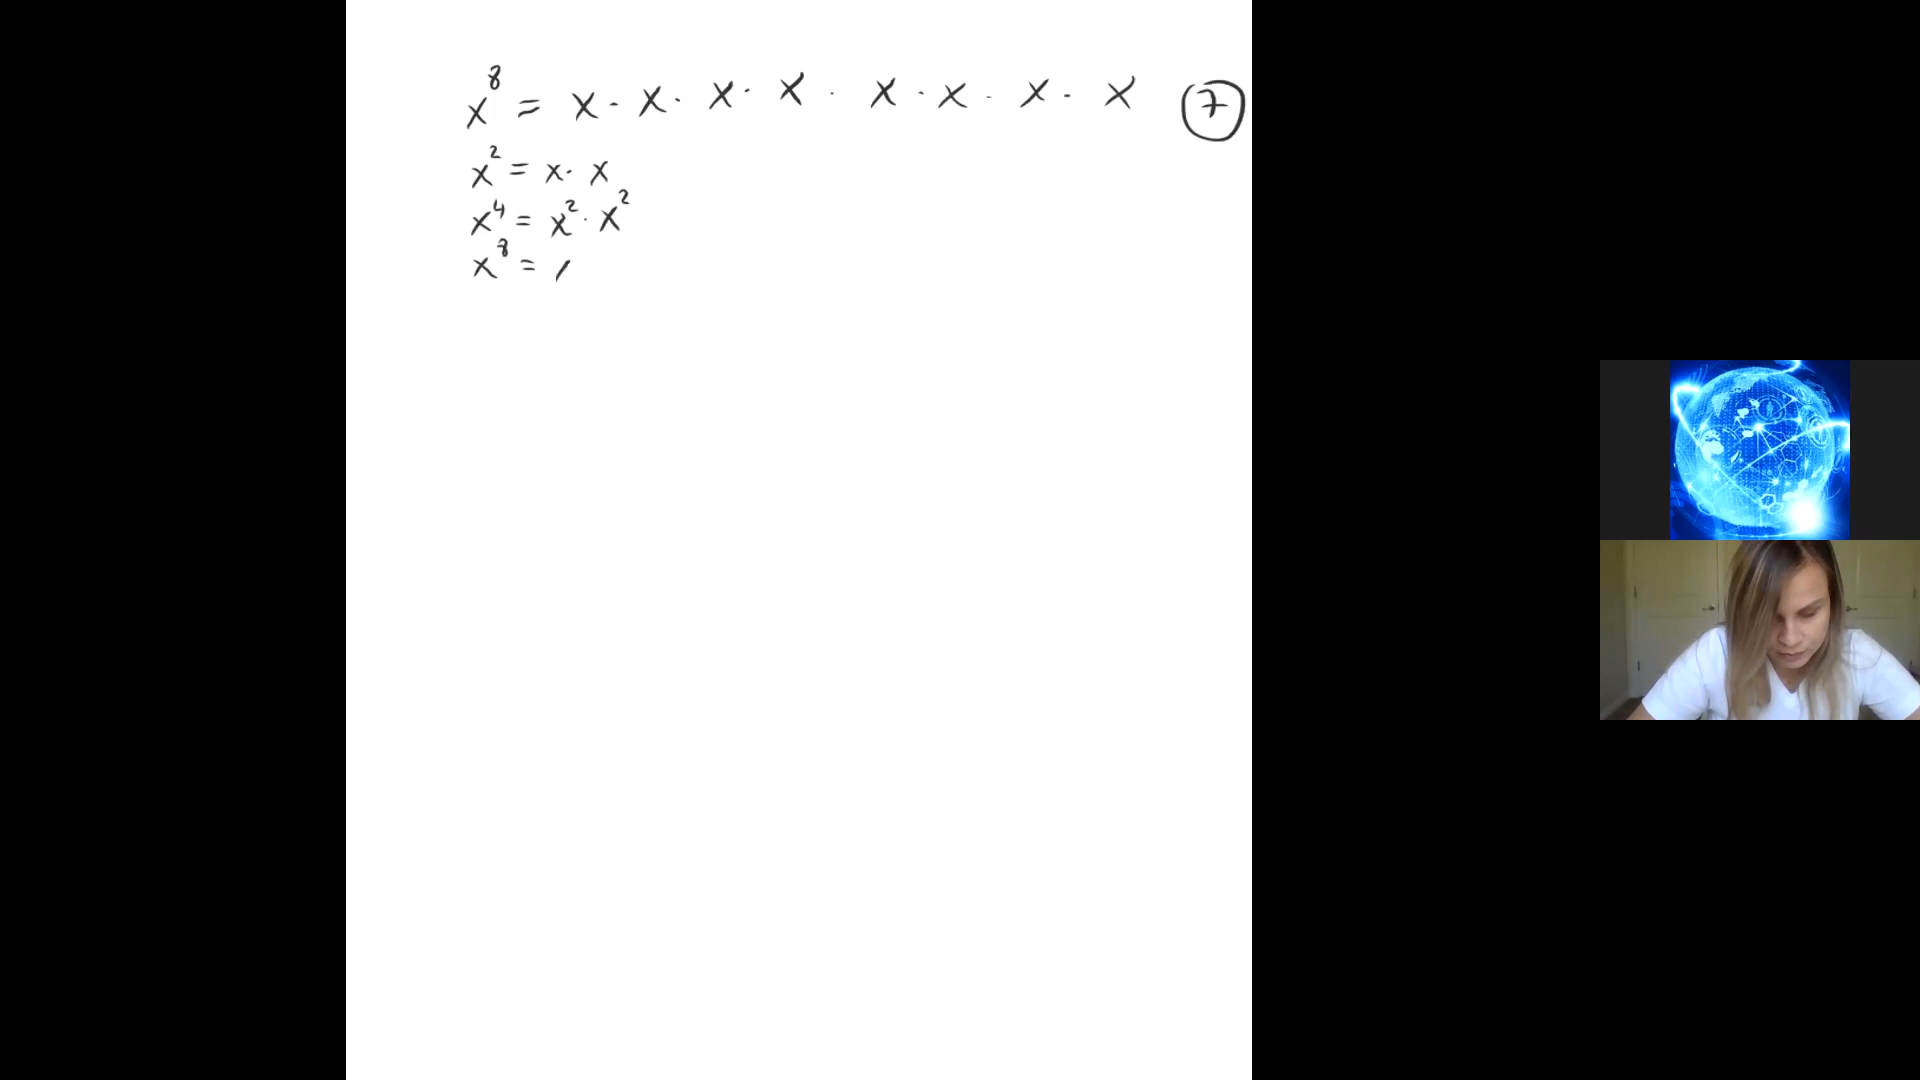 x⁸ = x · x · x · x · x · x · x · x ⑦
x² = x · x
x⁴ = x² · x²
x⁸ =